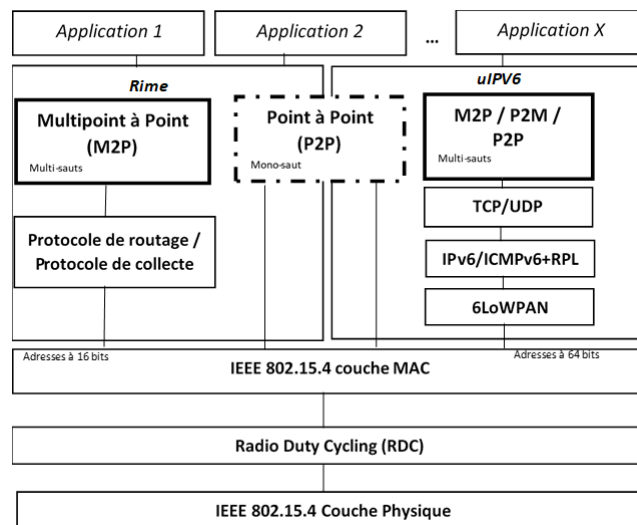 Application 1
Application 2
...
Application X
Rime
uIPV6
Multipoint à Point
(M2P)
Multi-sauts
Point à Point
(P2P)
Mono-saut
M2P / P2M /
P2P
Multi-sauts
TCP/UDP
Protocole de routage /
Protocole de collecte
IPv6/ICMPv6+RPL
6LoWPAN
Adresses à 16 bits
Adresses à 64 bits
IEEE 802.15.4 couche MAC
Radio Duty Cycling (RDC)
IEEE 802.15.4 Couche Physique